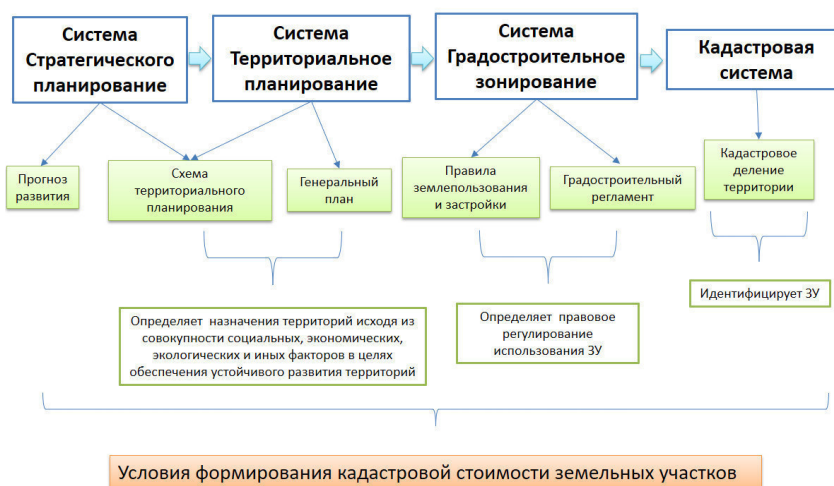 Система
Стратегического
планирование
Система
Территориальное
планирование
Система
Градостроительное
зонирование
Кадастровая
система
Прогноз
развития
Схема
территориального
планирования
Генеральный
план
Правила
землепользования
и застройки
Градостроительный
регламент
Кадастровое
деление
территории
Определяет назначения территорий исходя из
совокупности социальных, экономических,
экологических и иных факторов в целях
обеспечения устойчивого развития территорий
Определяет правовое
регулирование
использования ЗУ
Идентифицирует ЗУ
Условия формирования кадастровой стоимости земельных участков